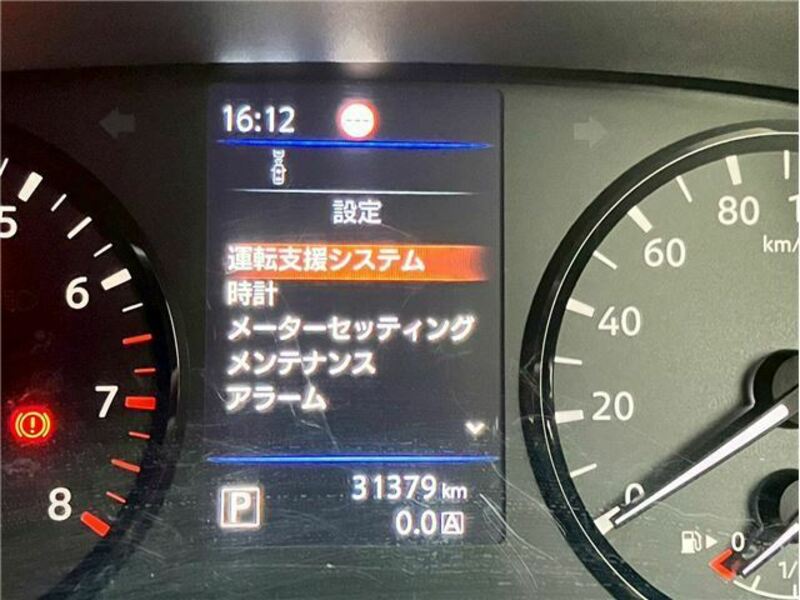 16:12
設定
運転支援システム
時計
メーターセッティング
メンテナンス
アラーム
P
31379 km
0.0 A
5
6
7
8
0
20
40
60
80
km/
0
1/